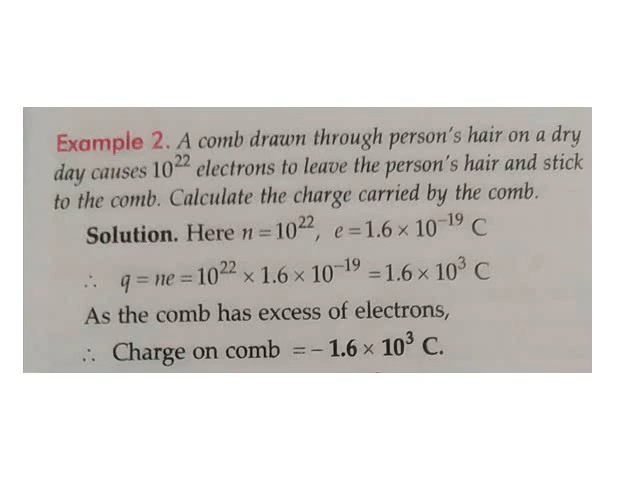 Example 2. A comb drawn through person's hair on a dry
day causes 10²² electrons to leave the person's hair and stick
to the comb. Calculate the charge carried by the comb.
Solution. Here n = 10²², e = 1.6 × 10⁻¹⁹ C
∴ q = ne = 10²² × 1.6 × 10⁻¹⁹ = 1.6 × 10³ C
As the comb has excess of electrons,
∴ Charge on comb = – 1.6 × 10³ C.